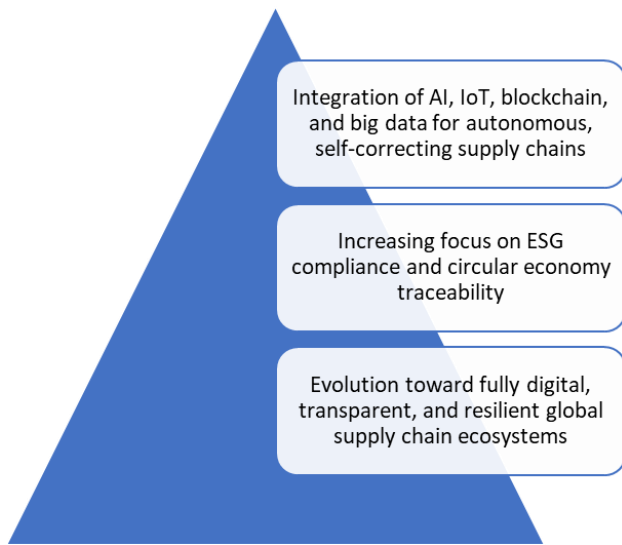 Integration of AI, IoT, blockchain,
and big data for autonomous,
self-correcting supply chains
Increasing focus on ESG
compliance and circular economy
traceability
Evolution toward fully digital,
transparent, and resilient global
supply chain ecosystems